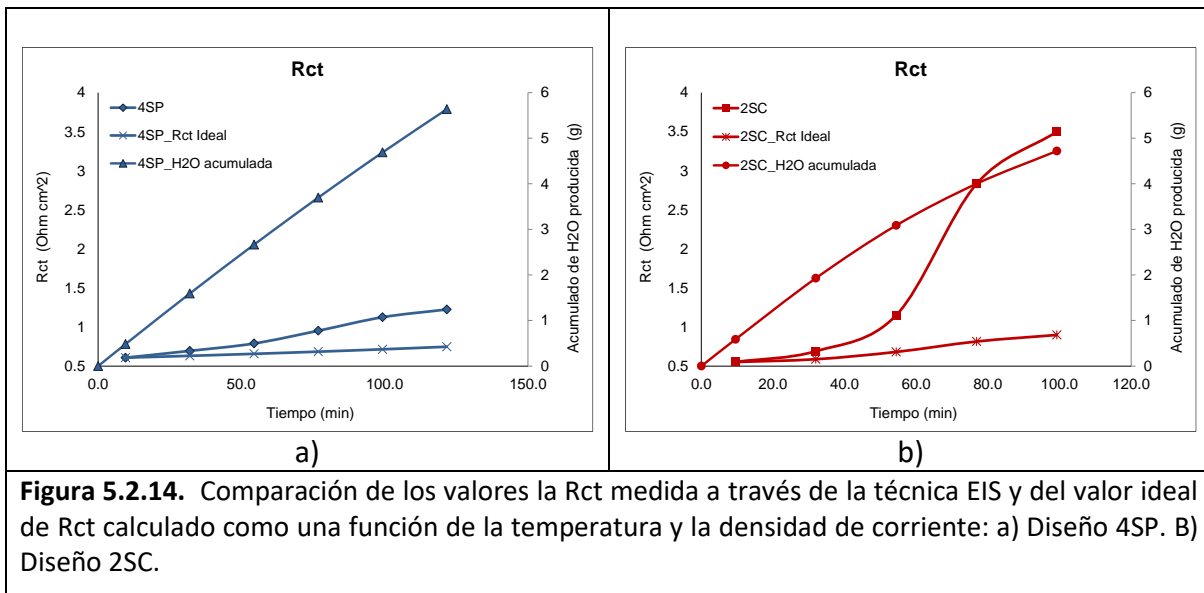 Rct
4SP
4SP_Rct Ideal
4SP_H2O acumulada
Rct (Ohm cm^2)
4
3.5
3
2.5
2
1.5
1
0.5
Acumulado de H2O producida (g)
6
5
4
3
2
1
0
0.0 50.0 100.0 150.0
Tiempo (min)
a)
Rct
2SC
2SC_Rct Ideal
2SC_H2O acumulada
Rct (Ohm cm^2)
4
3.5
3
2.5
2
1.5
1
0.5
Acumulado de H2O producida (g)
6
5
4
3
2
1
0
0.0 20.0 40.0 60.0 80.0 100.0 120.0
Tiempo (min)
b)
Figura 5.2.14. Comparación de los valores la Rct medida a través de la técnica EIS y del valor ideal
de Rct calculado como una función de la temperatura y la densidad de corriente: a) Diseño 4SP. B)
Diseño 2SC.